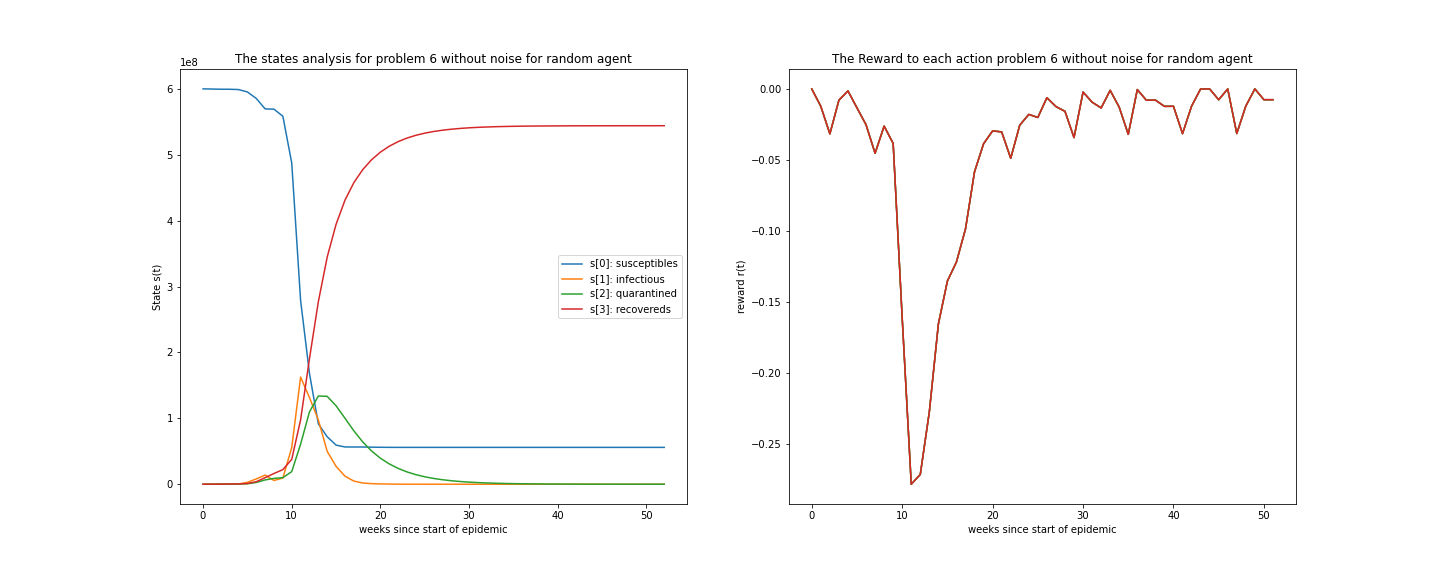 The states analysis for problem 6 without noise for random agent
1e8
6
5
4
3
2
1
0
State s(t)
s[0]: susceptibles
s[1]: infectious
s[2]: quarantined
s[3]: recovereds
0 10 20 30 40 50
weeks since start of epidemic
The Reward to each action problem 6 without noise for random agent
0.00
−0.05
−0.10
−0.15
−0.20
−0.25
reward r(t)
0 10 20 30 40 50
weeks since start of epidemic